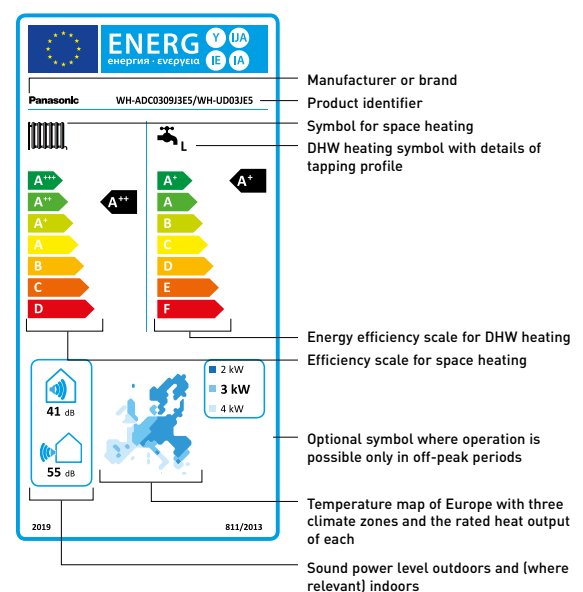 ENERG
енергия · ενεργεια
Y IJA
IE IA
Manufacturer or brand
Panasonic WH-ADC0309J3E5/WH-UD03JE5
Product identifier
Symbol for space heating
L
DHW heating symbol with details of
tapping profile
A+++
A++
A+
A
B
C
D
A++
A+
A
B
C
D
E
F
A+
Energy efficiency scale for DHW heating
Efficiency scale for space heating
41 dB
55 dB
2 kW
3 kW
4 kW
Optional symbol where operation is
possible only in off-peak periods
Temperature map of Europe with three
climate zones and the rated heat output
of each
2019 811/2013
Sound power level outdoors and (where
relevant) indoors